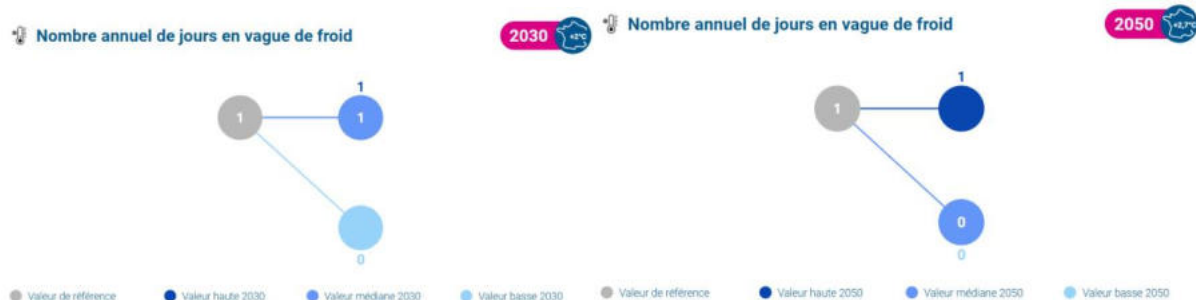 Nombre annuel de jours en vague de froid
2030
+2°C
1
1
1
0
Valeur de référence
Valeur haute 2030
Valeur médiane 2030
Valeur basse 2030
Nombre annuel de jours en vague de froid
2050
+2,7°C
1
1
0
0
Valeur de référence
Valeur haute 2050
Valeur médiane 2050
Valeur basse 2050